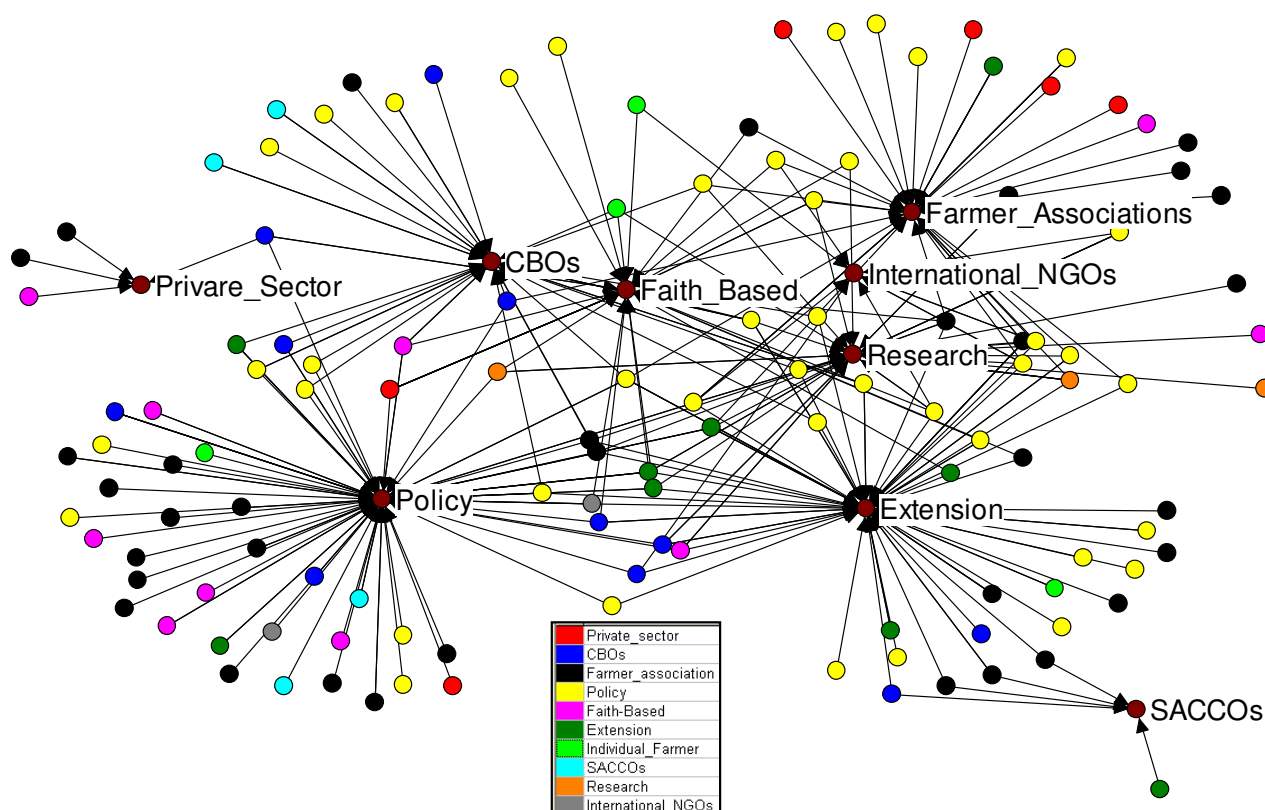 Farmer_Associations
CBOs
International_NGOs
Privare_Sector
Faith_Based
Research
Policy
Extension
Private_sector
CBOs
Farmer_association
Policy
Faith-Based
Extension
Individual_Farmer
SACCOs
Research
International_NGOs
SACCOs